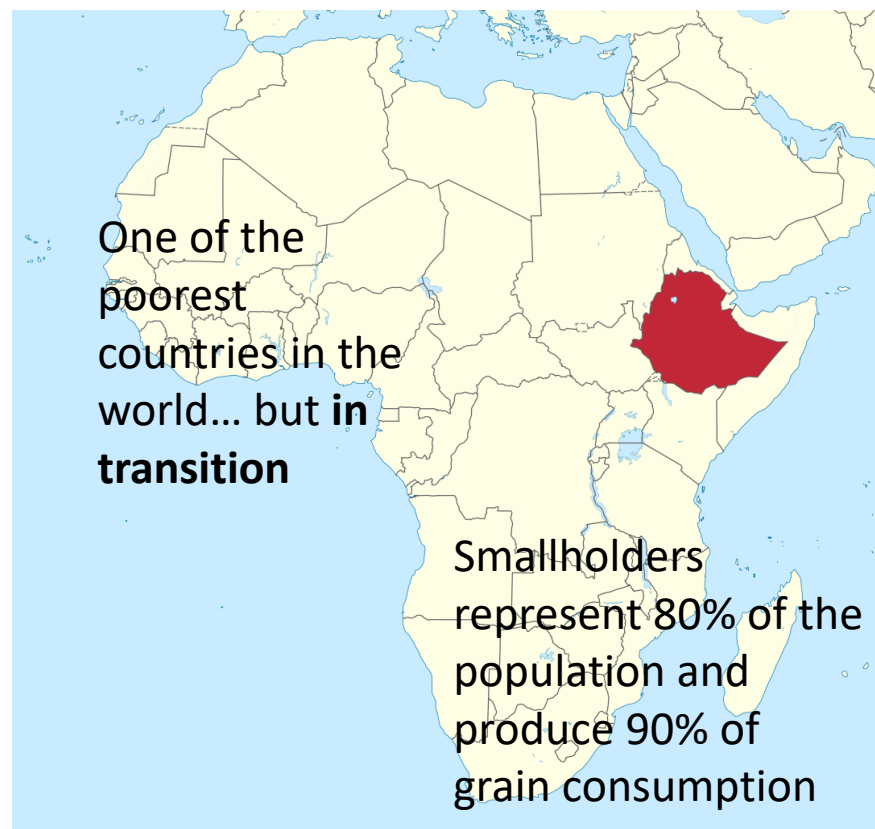 One of the
poorest
countries in the
world... but in
transition
Smallholders
represent 80% of the
population and
produce 90% of
grain consumption